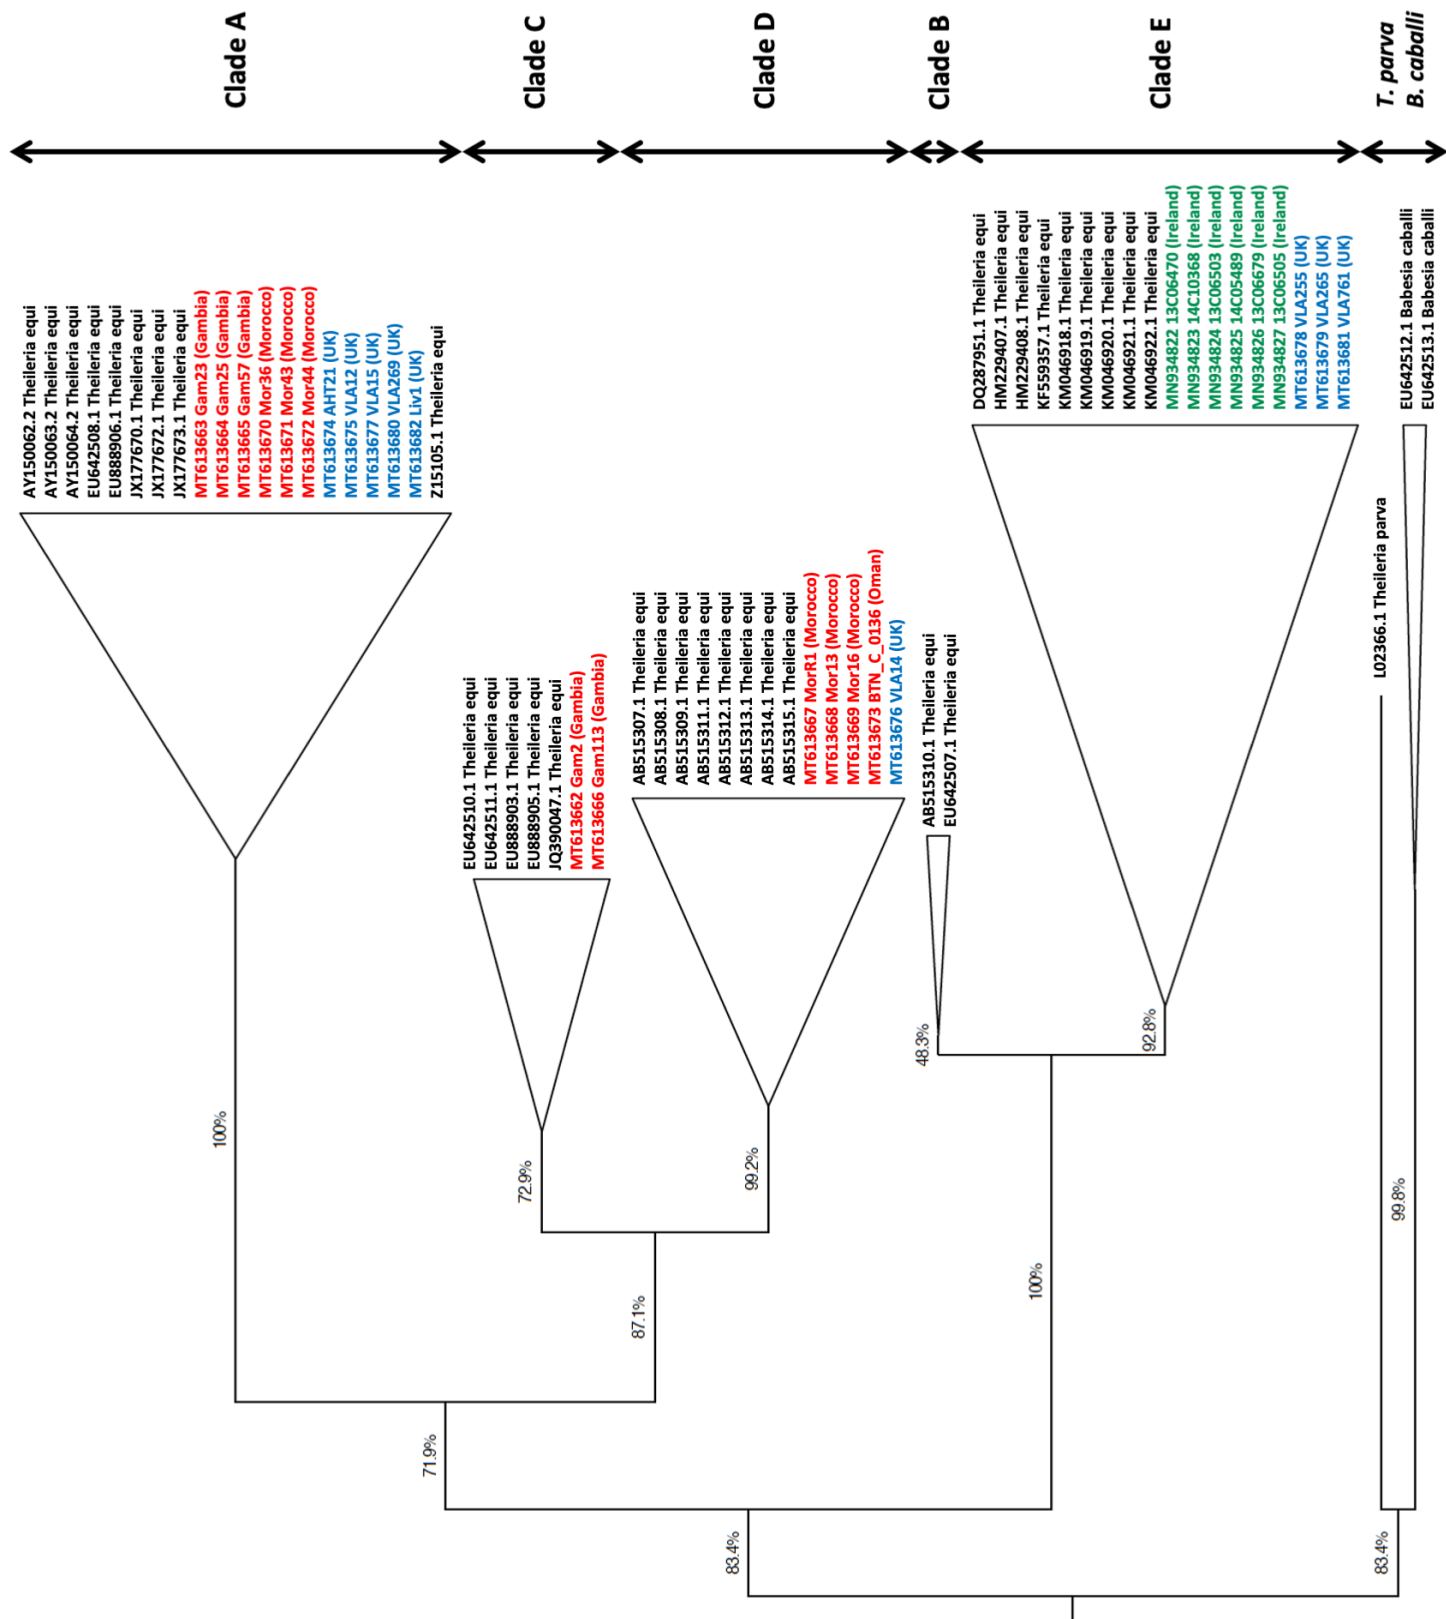 Clade A
Clade C
Clade D
Clade B
Clade E
T. parva
B. caballi
AY150062.2 Theileria equi
AY150063.2 Theileria equi
AY150064.2 Theileria equi
EU642508.1 Theileria equi
EU888906.1 Theileria equi
JX177670.1 Theileria equi
JX177672.1 Theileria equi
JX177673.1 Theileria equi
MT613663 Gam23 (Gambia)
MT613664 Gam25 (Gambia)
MT613665 Gam57 (Gambia)
MT613670 Mor36 (Morocco)
MT613671 Mor43 (Morocco)
MT613672 Mor44 (Morocco)
MT613674 AHT21 (UK)
MT613675 VLA12 (UK)
MT613677 VLA15 (UK)
MT613680 VLA269 (UK)
MT613682 Liv1 (UK)
Z15105.1 Theileria equi
EU642510.1 Theileria equi
EU642511.1 Theileria equi
EU888903.1 Theileria equi
EU888905.1 Theileria equi
JQ390047.1 Theileria equi
MT613662 Gam2 (Gambia)
MT613666 Gam113 (Gambia)
AB515307.1 Theileria equi
AB515308.1 Theileria equi
AB515309.1 Theileria equi
AB515311.1 Theileria equi
AB515312.1 Theileria equi
AB515313.1 Theileria equi
AB515314.1 Theileria equi
AB515315.1 Theileria equi
MT613667 MorR1 (Morocco)
MT613668 Mor13 (Morocco)
MT613669 Mor16 (Morocco)
MT613673 BTN_C_0136 (Oman)
MT613676 VLA14 (UK)
AB515310.1 Theileria equi
EU642507.1 Theileria equi
DQ287951.1 Theileria equi
HM229407.1 Theileria equi
HM229408.1 Theileria equi
KF559357.1 Theileria equi
KM046918.1 Theileria equi
KM046919.1 Theileria equi
KM046920.1 Theileria equi
KM046921.1 Theileria equi
KM046922.1 Theileria equi
MN934822 13C06470 (Ireland)
MN934823 14C10368 (Ireland)
MN934824 13C06503 (Ireland)
MN934825 14C05489 (Ireland)
MN934826 13C06679 (Ireland)
MN934827 13C06505 (Ireland)
MT613678 VLA255 (UK)
MT613679 VLA265 (UK)
MT613681 VLA761 (UK)
L02366.1 Theileria parva
EU642512.1 Babesia caballi
EU642513.1 Babesia caballi
100%
72.9%
99.2%
87.1%
71.9%
48.3%
92.8%
100%
83.4%
99.8%
83.4%